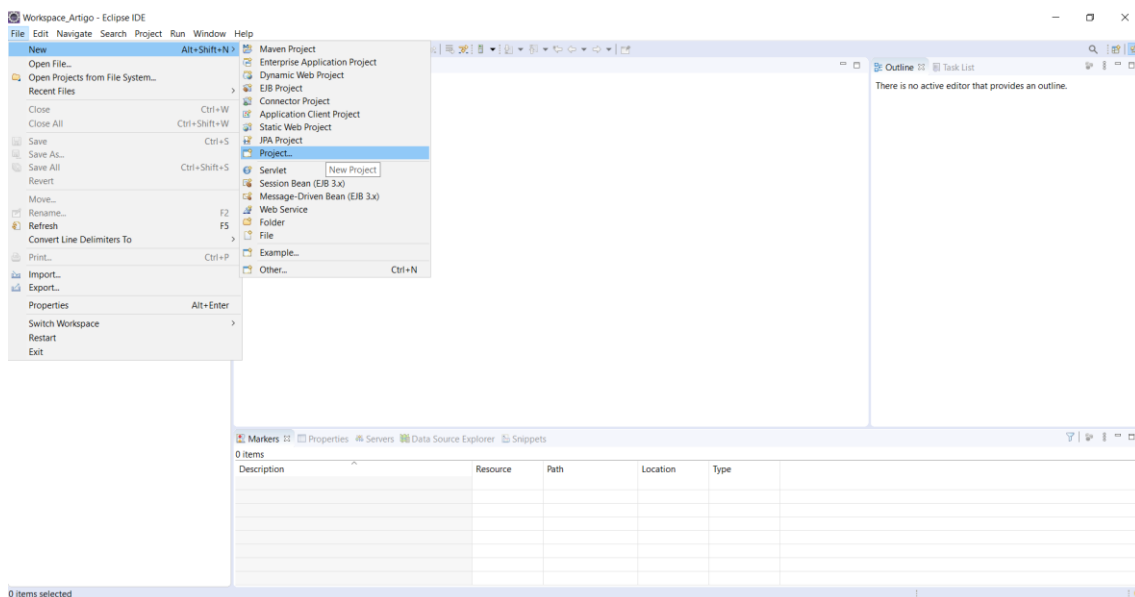 Workspace_Artigo - Eclipse IDE
File Edit Navigate Search Project Run Window Help
New Alt+Shift+N >
Open File...
Open Projects from File System...
Recent Files >
Close Ctrl+W
Close All Ctrl+Shift+W
Save Ctrl+S
Save As...
Save All Ctrl+Shift+S
Revert
Move...
Rename... F2
Refresh F5
Convert Line Delimiters To >
Print... Ctrl+P
Import...
Export...
Properties Alt+Enter
Switch Workspace >
Restart
Exit
Maven Project
Enterprise Application Project
Dynamic Web Project
EJB Project
Connector Project
Application Client Project
Static Web Project
JPA Project
Project...
Servlet
New Project
Session Bean (EJB 3.x)
Message-Driven Bean (EJB 3.x)
Web Service
Folder
File
Example...
Other... Ctrl+N
Outline Task List
There is no active editor that provides an outline.
Markers Properties Servers Data Source Explorer Snippets
0 items
Description Resource Path Location Type
0 items selected